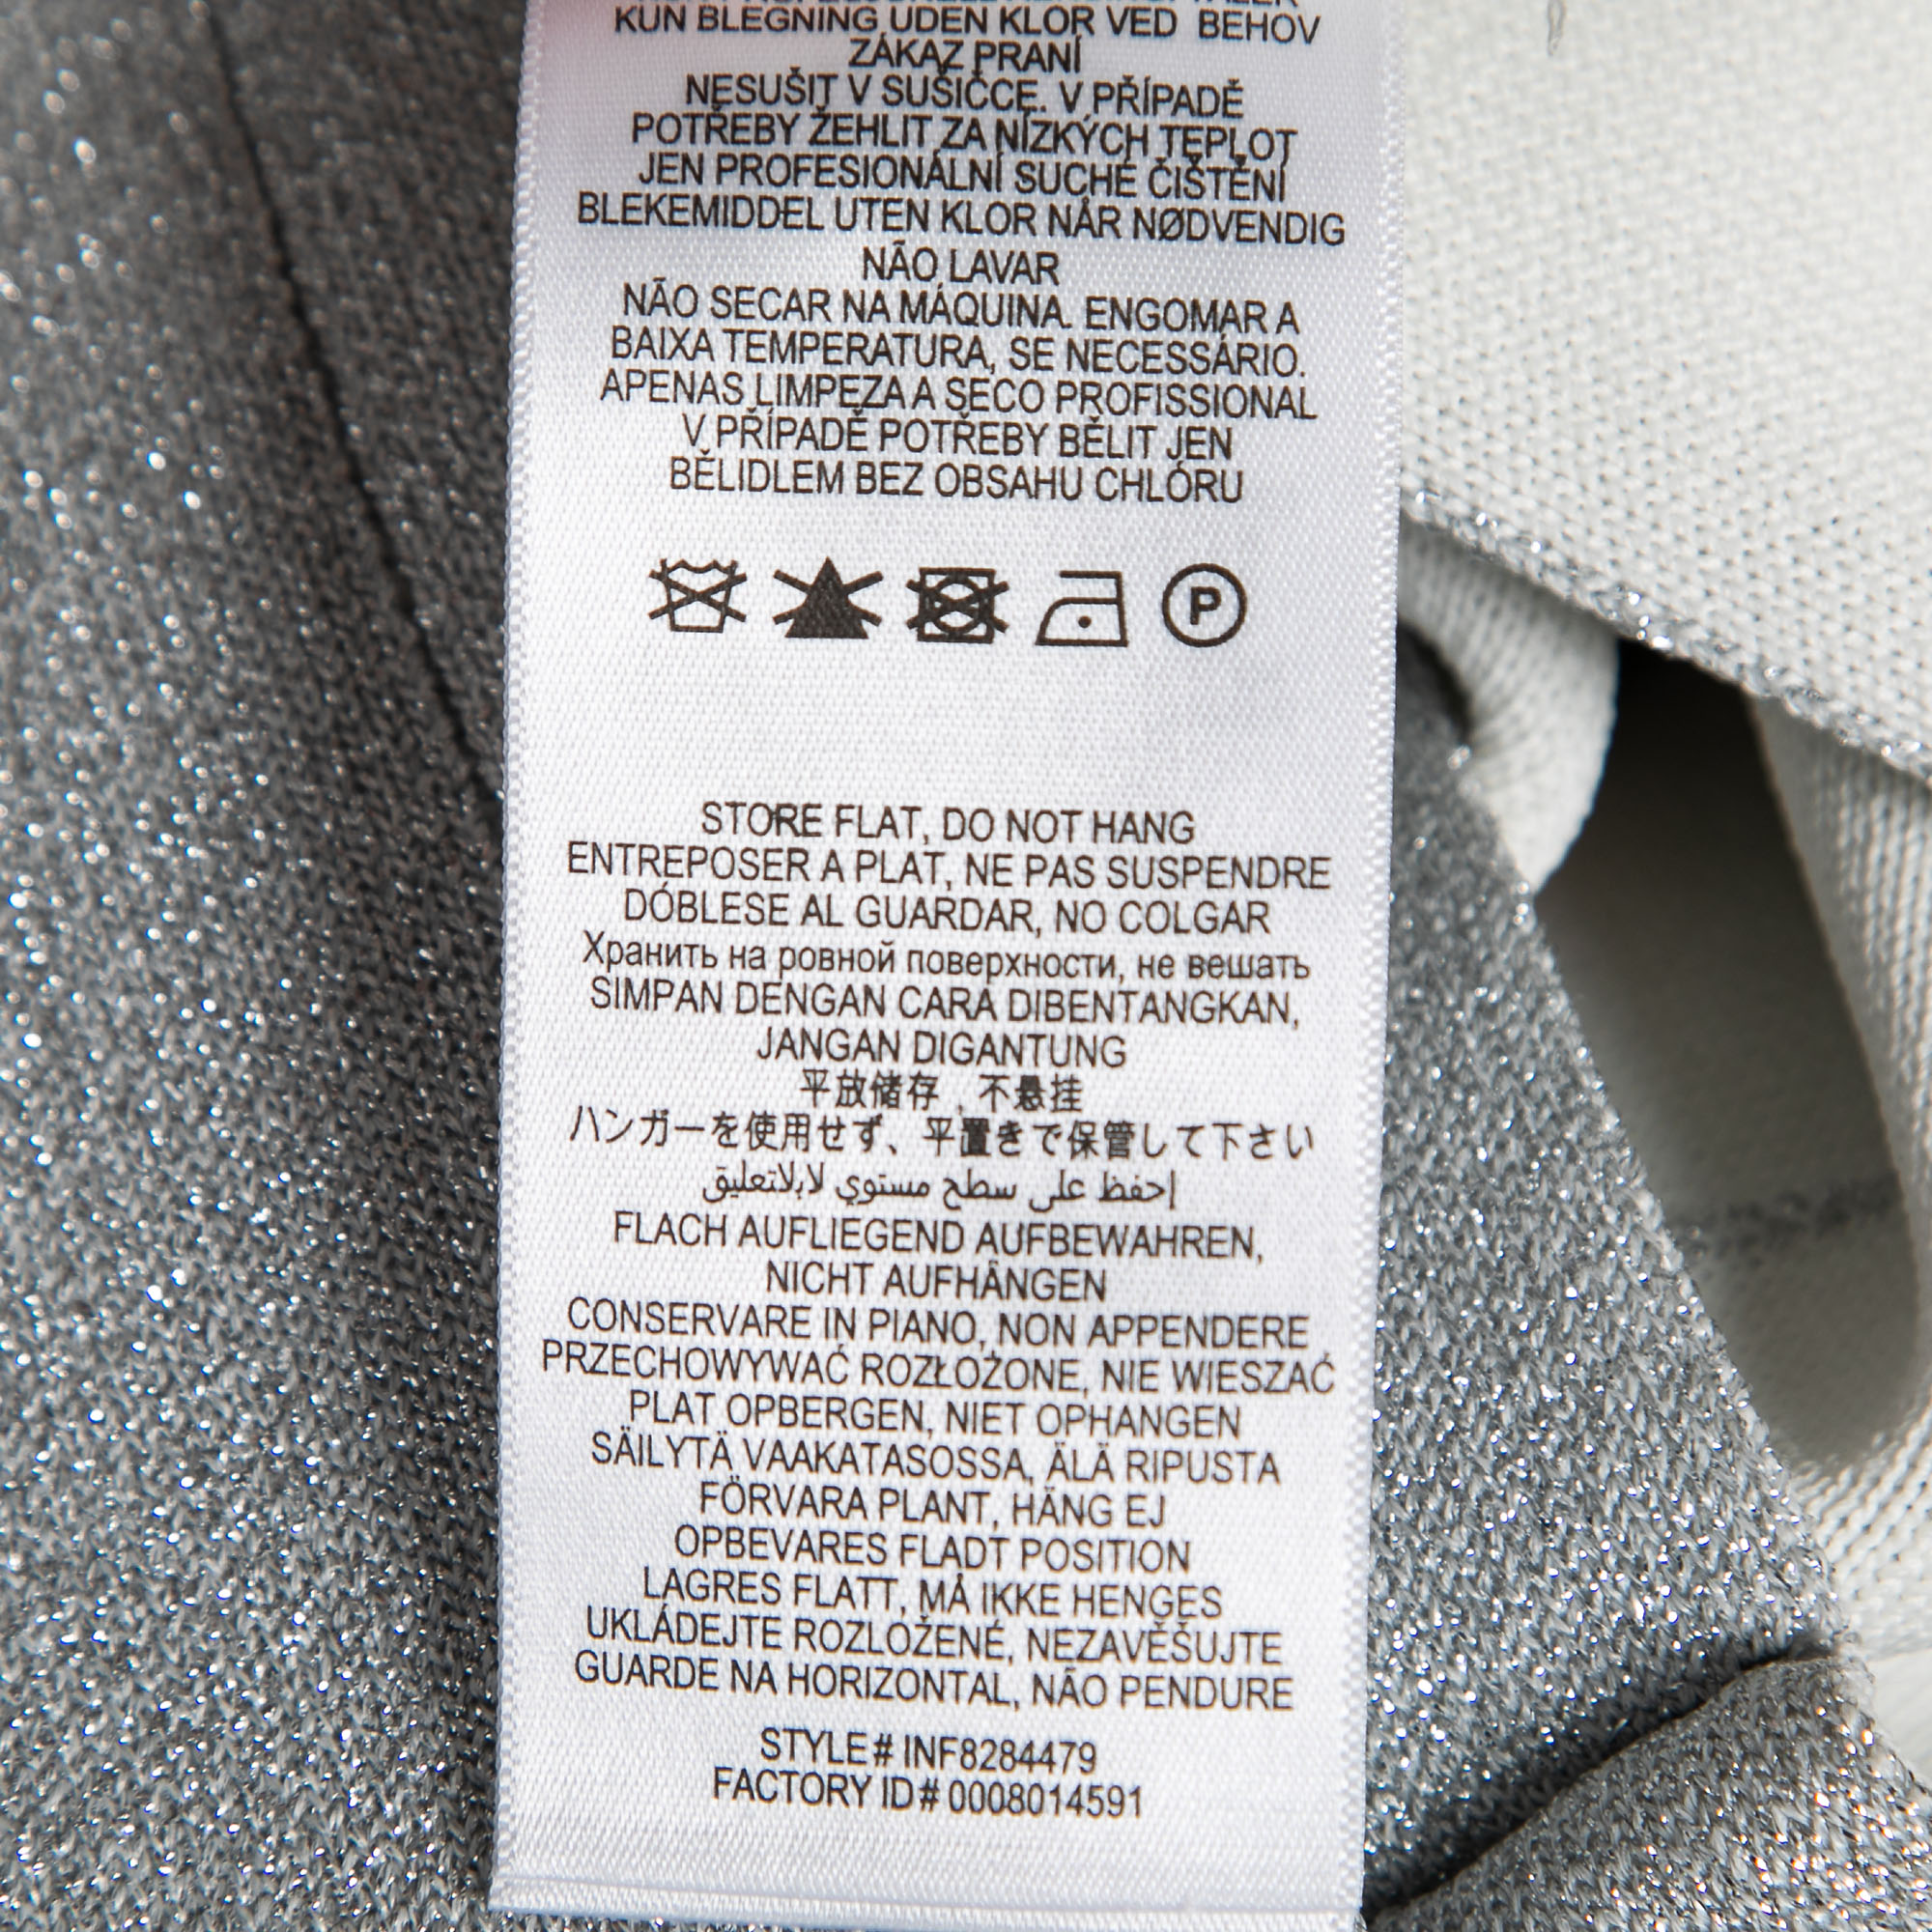 KUN BLEGNING UDEN KLOR VED BEHOV
ZÁKAZ PRANÍ
NESUŠIT V SUŠIČCE. V PŘÍPADĚ
POTŘEBY ŽEHLIT ZA NÍZKÝCH TEPLOT
JEN PROFESIONÁLNÍ SUCHÉ ČIŠTĚNÍ
BLEKEMIDDEL UTEN KLOR NÅR NØDVENDIG
NÃO LAVAR
NÃO SECAR NA MÁQUINA. ENGOMAR A
BAIXA TEMPERATURA, SE NECESSÁRIO.
APENAS LIMPEZA A SECO PROFISSIONAL
V PŘÍPADĚ POTŘEBY BĚLIT JEN
BĚLIDLEM BEZ OBSAHU CHLÓRU
P
STORE FLAT, DO NOT HANG
ENTREPOSER A PLAT, NE PAS SUSPENDRE
DÓBLESE AL GUARDAR, NO COLGAR
Хранить на ровной поверхности, не вешать
SIMPAN DENGAN CARA DIBENTANGKAN,
JANGAN DIGANTUNG
平放储存，不悬挂
ハンガーを使用せず、平置きで保管して下さい
إحفظ على سطح مستوي لا.لاتعليق
FLACH AUFLIEGEND AUFBEWAHREN,
NICHT AUFHÄNGEN
CONSERVARE IN PIANO, NON APPENDERE
PRZECHOWYWAĆ ROZŁOŻONE, NIE WIESZAĆ
PLAT OPBERGEN, NIET OPHANGEN
SÄILYTÄ VAAKATASOSSA, ÄLÄ RIPUSTA
FÖRVARA PLANT, HÄNG EJ
OPBEVARES FLADT POSITION
LAGRES FLATT, MÅ IKKE HENGES
UKLÁDEJTE ROZLOŽENÉ, NEZAVĚŠUJTE
GUARDE NA HORIZONTAL, NÃO PENDURE
STYLE# INF8284479
FACTORY ID# 0008014591